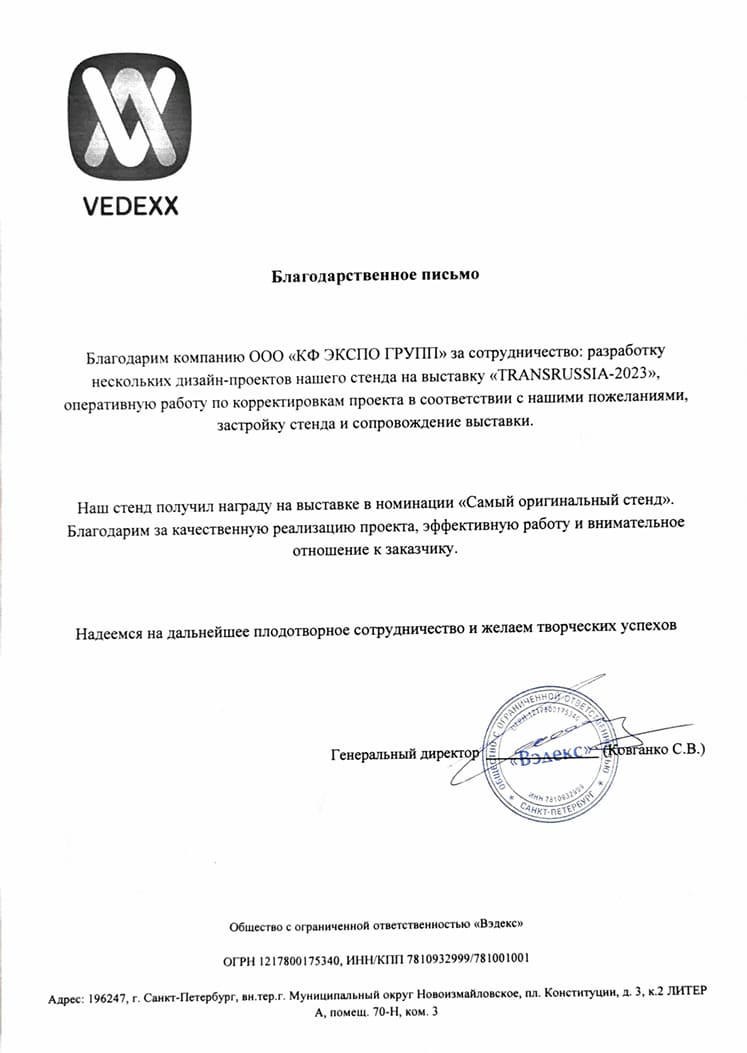 VEDEXX
Благодарственное письмо
Благодарим компанию ООО «КФ ЭКСПО ГРУПП» за сотрудничество: разработку
нескольких дизайн-проектов нашего стенда на выставку «TRANSRUSSIA-2023»,
оперативную работу по корректировкам проекта в соответствии с нашими пожеланиями,
застройку стенда и сопровождение выставки.
Наш стенд получил награду на выставке в номинации «Самый оригинальный стенд».
Благодарим за качественную реализацию проекта, эффективную работу и внимательное
отношение к заказчику.
Надеемся на дальнейшее плодотворное сотрудничество и желаем творческих успехов
ОБЩЕСТВО С ОГРАНИЧЕННОЙ ОТВЕТСТВЕННОСТЬЮ
ОГРН 1217800175340
Генеральный директор «Вэдекс» (Ковганко С.В.)
ИНН 7810932999
* САНКТ-ПЕТЕРБУРГ *
Общество с ограниченной ответственностью «Вэдекс»
ОГРН 1217800175340, ИНН/КПП 7810932999/781001001
Адрес: 196247, г. Санкт-Петербург, вн.тер.г. Муниципальный округ Новоизмайловское, пл. Конституции, д. 3, к.2 ЛИТЕР
А, помещ. 70-Н, ком. 3